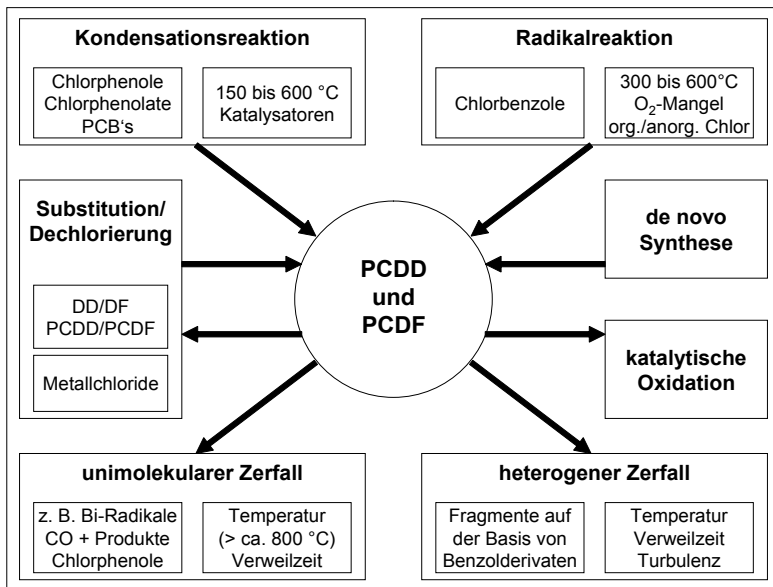 Kondensationsreaktion
Chlorphenole
Chlorphenolate
PCB‘s
150 bis 600 °C
Katalysatoren
Radikalreaktion
Chlorbenzole
300 bis 600°C
O₂-Mangel
org./anorg. Chlor
Substitution/
Dechlorierung
DD/DF
PCDD/PCDF
Metallchloride
PCDD
und
PCDF
de novo
Synthese
katalytische
Oxidation
unimolekularer Zerfall
z. B. Bi-Radikale
CO + Produkte
Chlorphenole
Temperatur
(> ca. 800 °C)
Verweilzeit
heterogener Zerfall
Fragmente auf
der Basis von
Benzolderivaten
Temperatur
Verweilzeit
Turbulenz